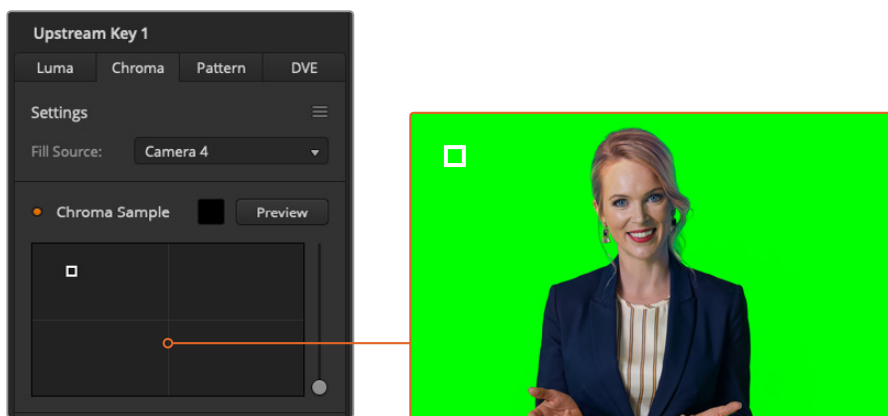 Upstream Key 1
Luma Chroma Pattern DVE
Settings
Fill Source: Camera 4
Chroma Sample Preview